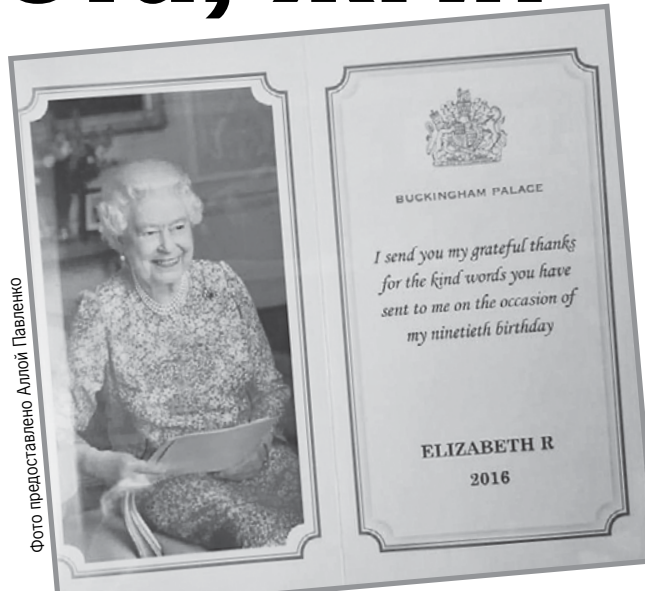 BUCKINGHAM PALACE
I send you my grateful thanks
for the kind words you have
sent to me on the occasion of
my ninetieth birthday
ELIZABETH R
2016
Фото предоставлено Аллой Павленко